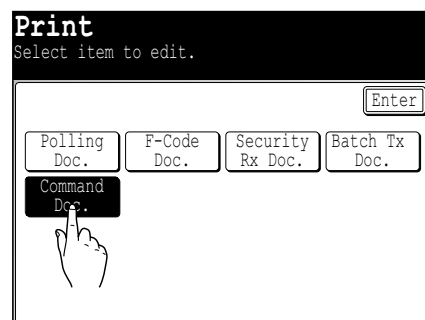 Print
Select item to edit.
Enter
Polling F-Code Security Batch Tx
Doc. Doc. Rx Doc. Doc.
Command
Doc.